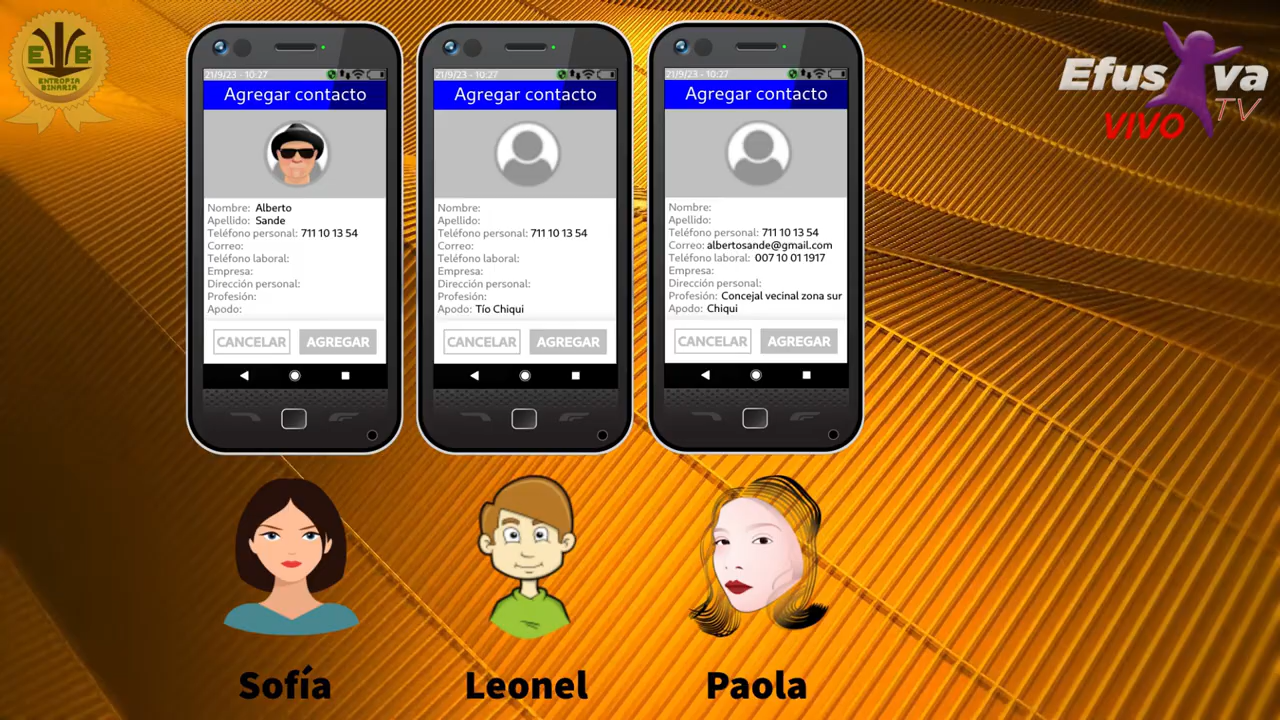 E B
ENTROPIA
BINARIA
Efus va
TV
VIVO
21/9/23 - 10:27
Agregar contacto
Nombre: Alberto
Apellido: Sande
Teléfono personal: 711 10 13 54
Correo:
Teléfono laboral:
Empresa:
Dirección personal:
Profesión:
Apodo:
CANCELAR AGREGAR
21/9/23 - 10:27
Agregar contacto
Nombre:
Apellido:
Teléfono personal: 711 10 13 54
Correo:
Teléfono laboral:
Empresa:
Dirección personal:
Profesión:
Apodo: Tío Chiqui
CANCELAR AGREGAR
21/9/23 - 10:27
Agregar contacto
Nombre:
Apellido:
Teléfono personal: 711 10 13 54
Correo: albertosande@gmail.com
Teléfono laboral: 007 10 01 1917
Empresa:
Dirección personal:
Profesión: Concejal vecinal zona sur
Apodo: Chiqui
CANCELAR AGREGAR
Sofía
Leonel
Paola